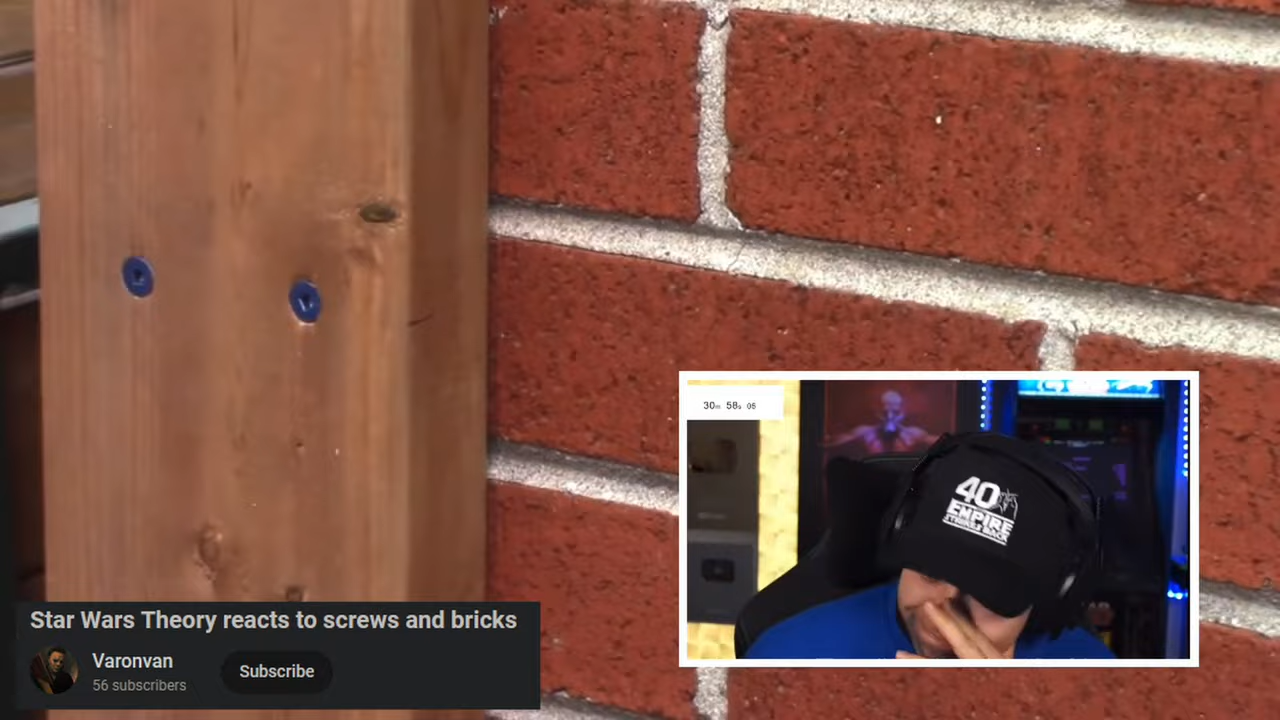 30m 58s 05
40
EMPIRE
STRIKES BACK
Star Wars Theory reacts to screws and bricks
Varonvan
Subscribe
56 subscribers